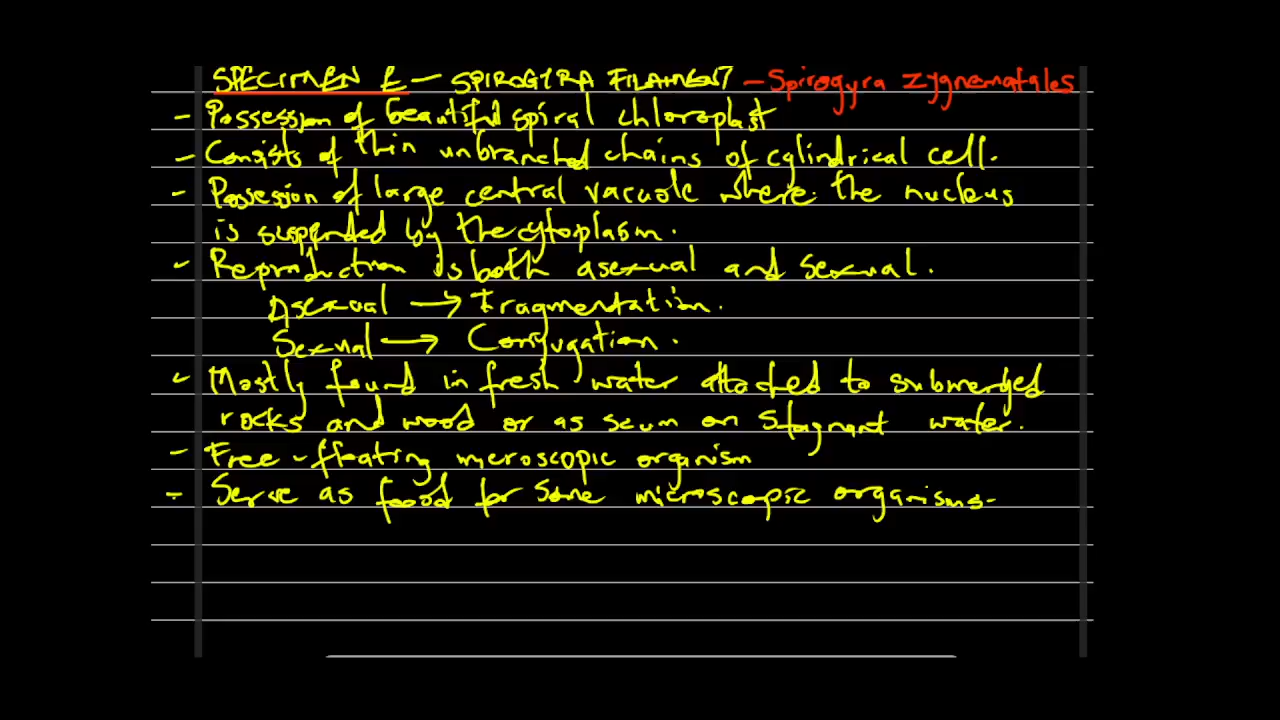 SPECIMEN E - SPIROGYRA FILAMENT - Spirogyra zygnematales
- Possession of beautiful spiral chloroplast
- Consists of thin unbranched chains of cylindrical cell.
- Possession of large central vacuole where the nucleus
is suspended by the cytoplasm.
- Reproduction is both asexual and sexual.
Asexual → Fragmentation.
Sexual → Conjugation.
- Mostly found in fresh water attached to submerged
rocks and wood or as scum on stagnant water.
- Free-floating microscopic organism
- Serve as food for some microscopic organisms.